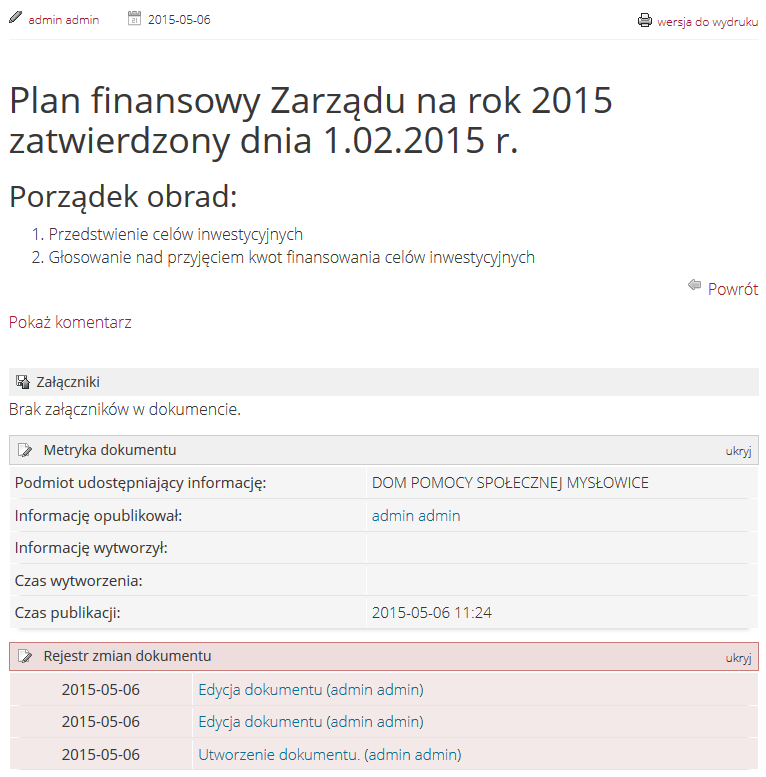 admin admin 2015-05-06 wersja do wydruku
Plan finansowy Zarządu na rok 2015
zatwierdzony dnia 1.02.2015 r.
Porządek obrad:
1. Przedstwienie celów inwestycyjnych
2. Głosowanie nad przyjęciem kwot finansowania celów inwestycyjnych
Powrót
Pokaż komentarz
Załączniki
Brak załączników w dokumencie.
Metryka dokumentu ukryj
Podmiot udostępniający informację: DOM POMOCY SPOŁECZNEJ MYSŁOWICE
Informację opublikował: admin admin
Informację wytworzył:
Czas wytworzenia:
Czas publikacji: 2015-05-06 11:24
Rejestr zmian dokumentu ukryj
2015-05-06 Edycja dokumentu (admin admin)
2015-05-06 Edycja dokumentu (admin admin)
2015-05-06 Utworzenie dokumentu. (admin admin)